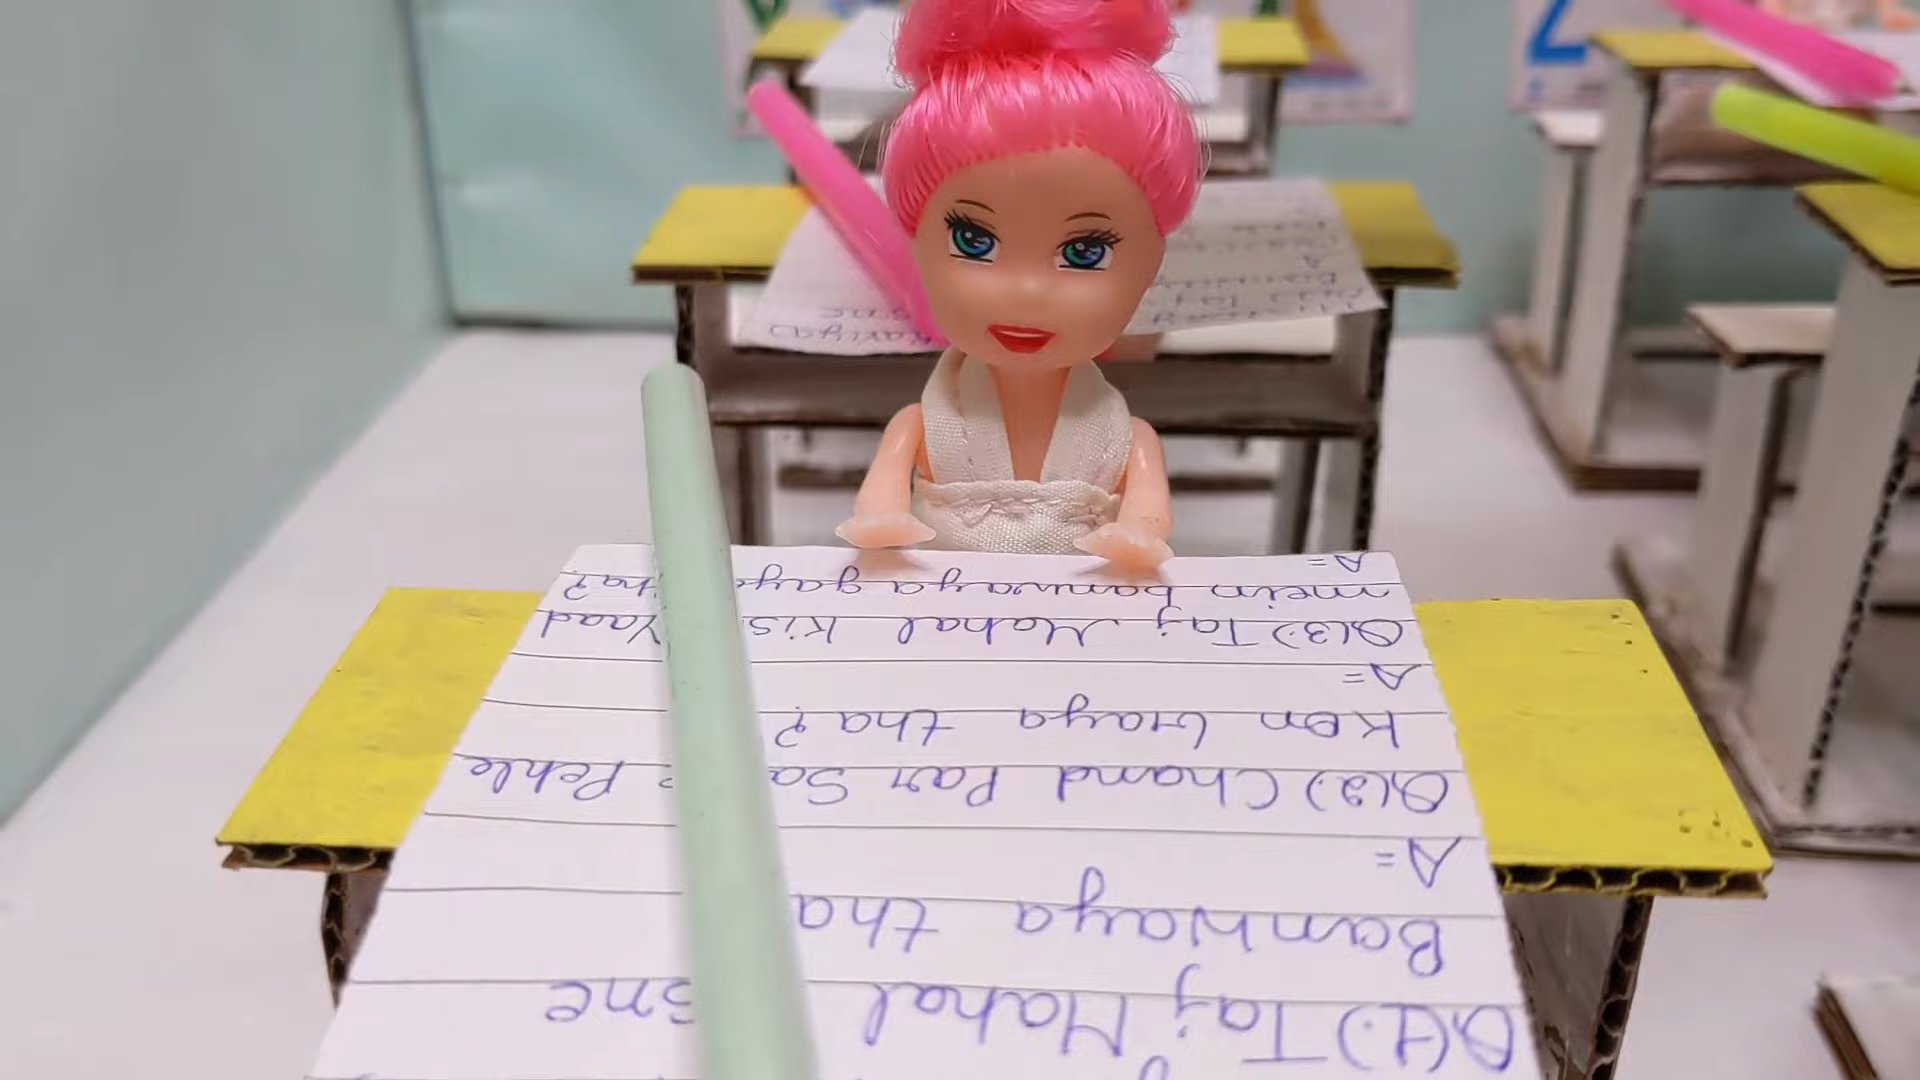 Q(1.) Taj Mahal
Banwaya tha
A=
Q(2.) Chand Par Pehle
Kon Gaya tha?
A=
Q(3.) Taj Mahal Kis Yaad
mein banwaya gaya tha?
A=